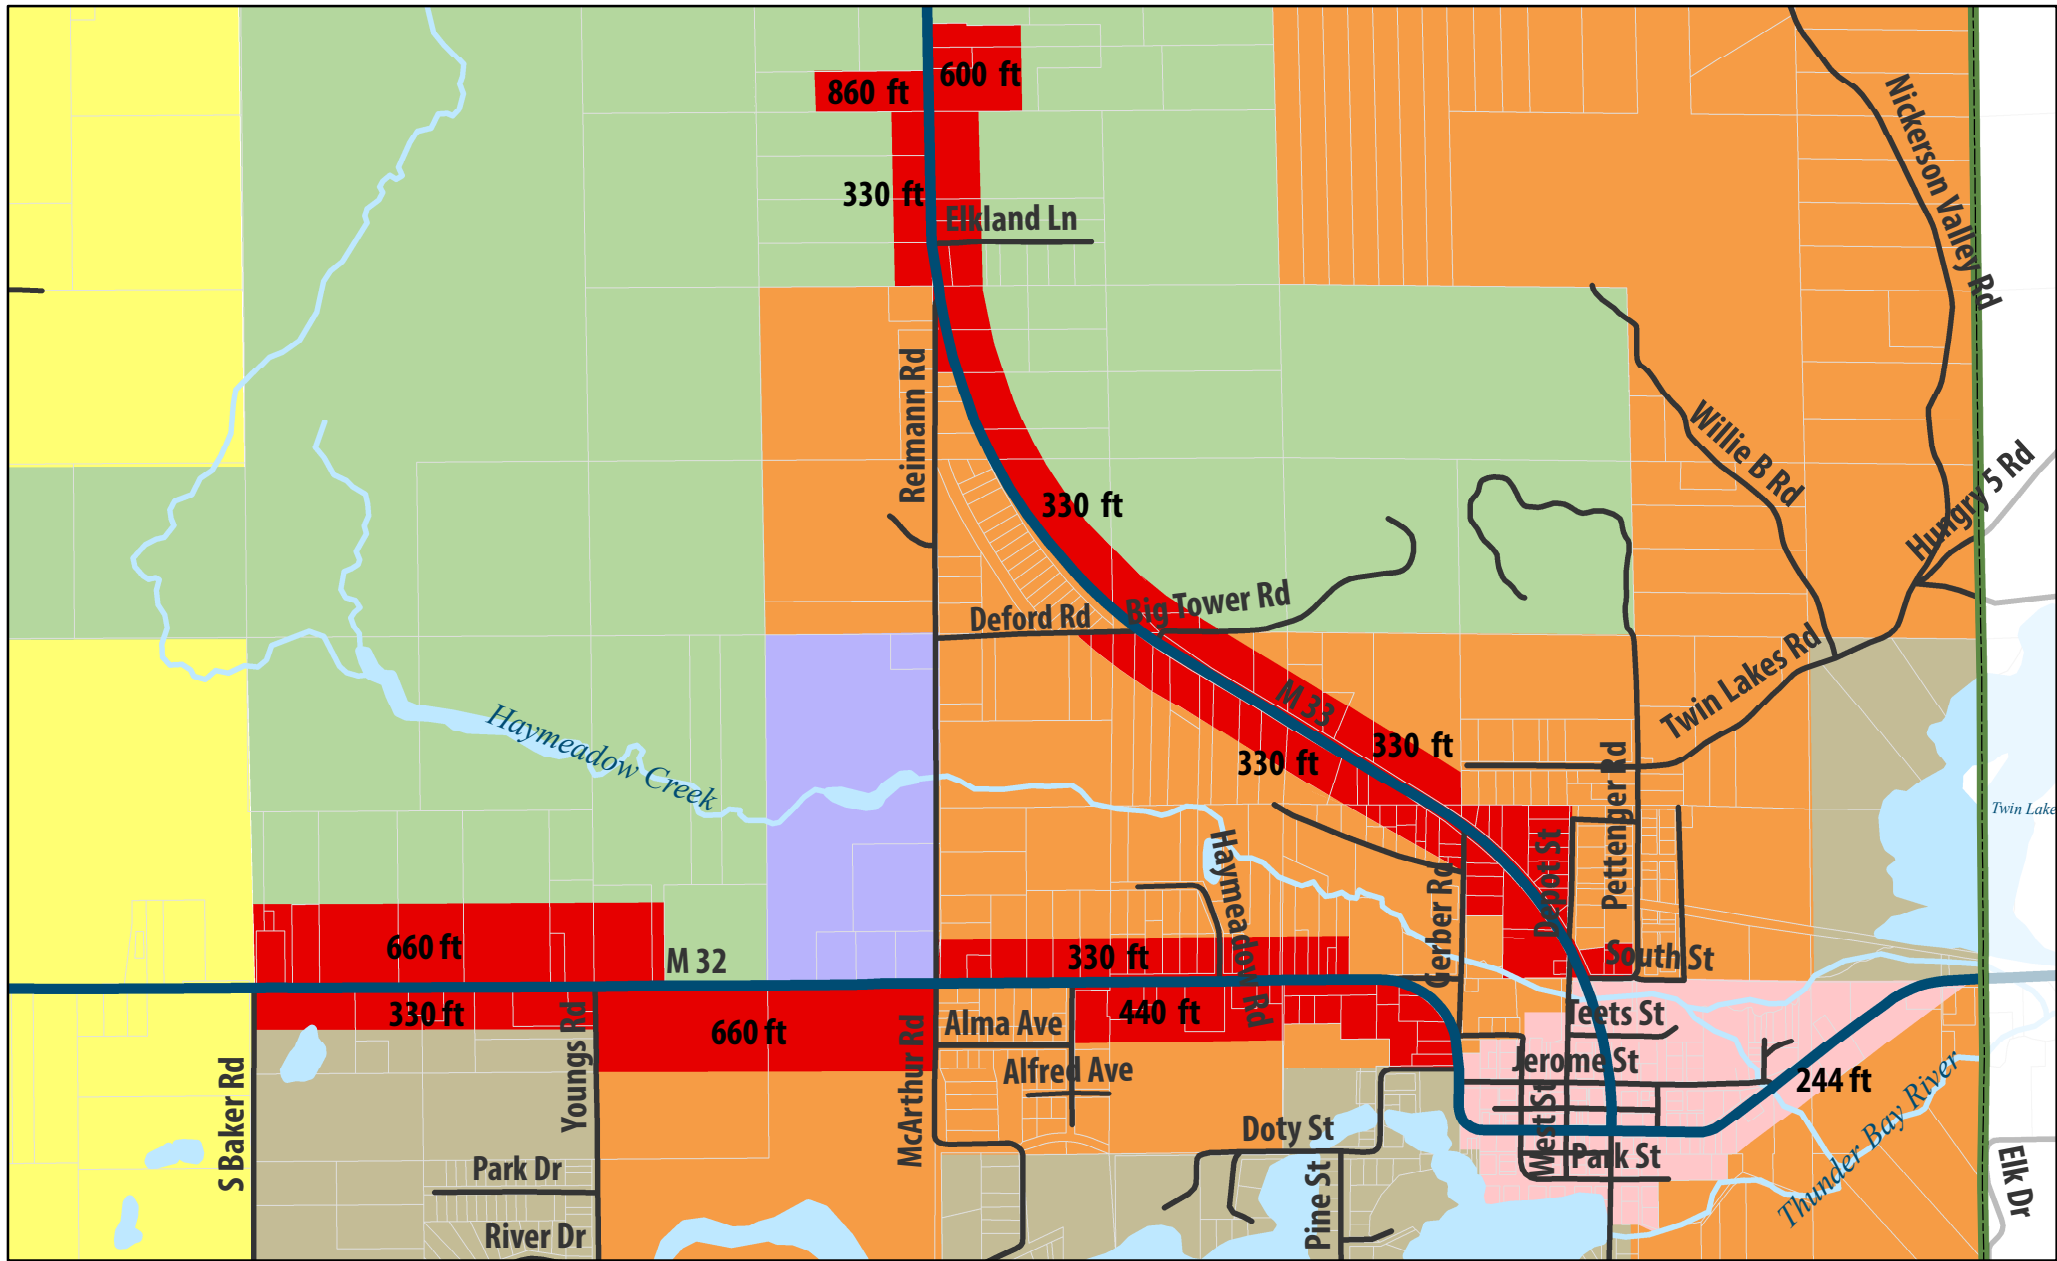 600 ft
860 ft
Nickerson Valley Rd
330 ft
Elkland Ln
Reimann Rd
Willie B Rd
Hungry 5 Rd
330 ft
Deford Rd
Big Tower Rd
Twin Lakes Rd
M 33
Haymeadow Creek
330 ft
330 ft
Pettenger Rd
Twin Lake
Depot St
Haymeadow Rd
Gerber Rd
660 ft
M 32
330 ft
South St
330 ft
Youngs Rd
660 ft
McArthur Rd
Alma Ave
440 ft
Teets St
Jerome St
S Baker Rd
Alfred Ave
244 ft
West St
Doty St
Park St
Thunder Bay River
Park Dr
Pine St
Elk Dr
River Dr